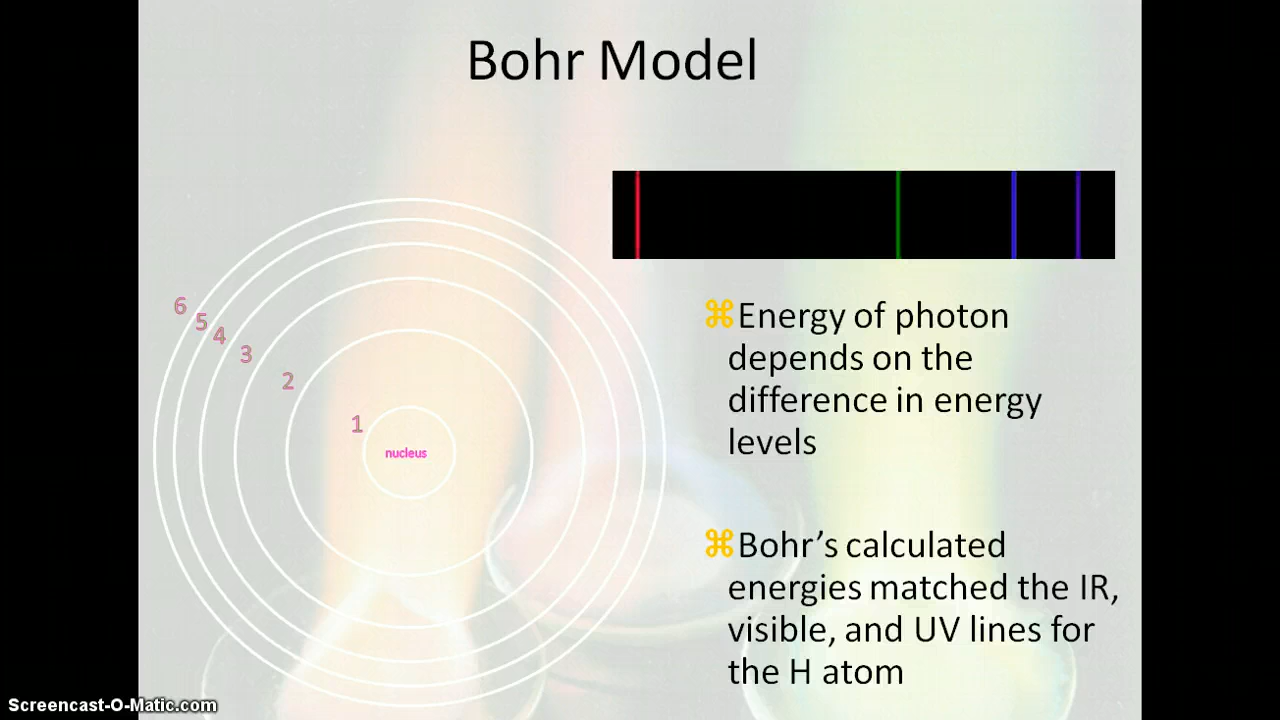 Bohr Model
6
5
4
3
2
1
nucleus
⌘Energy of photon
depends on the
difference in energy
levels
⌘Bohr’s calculated
energies matched the IR,
visible, and UV lines for
the H atom
Screencast-O-Matic.com